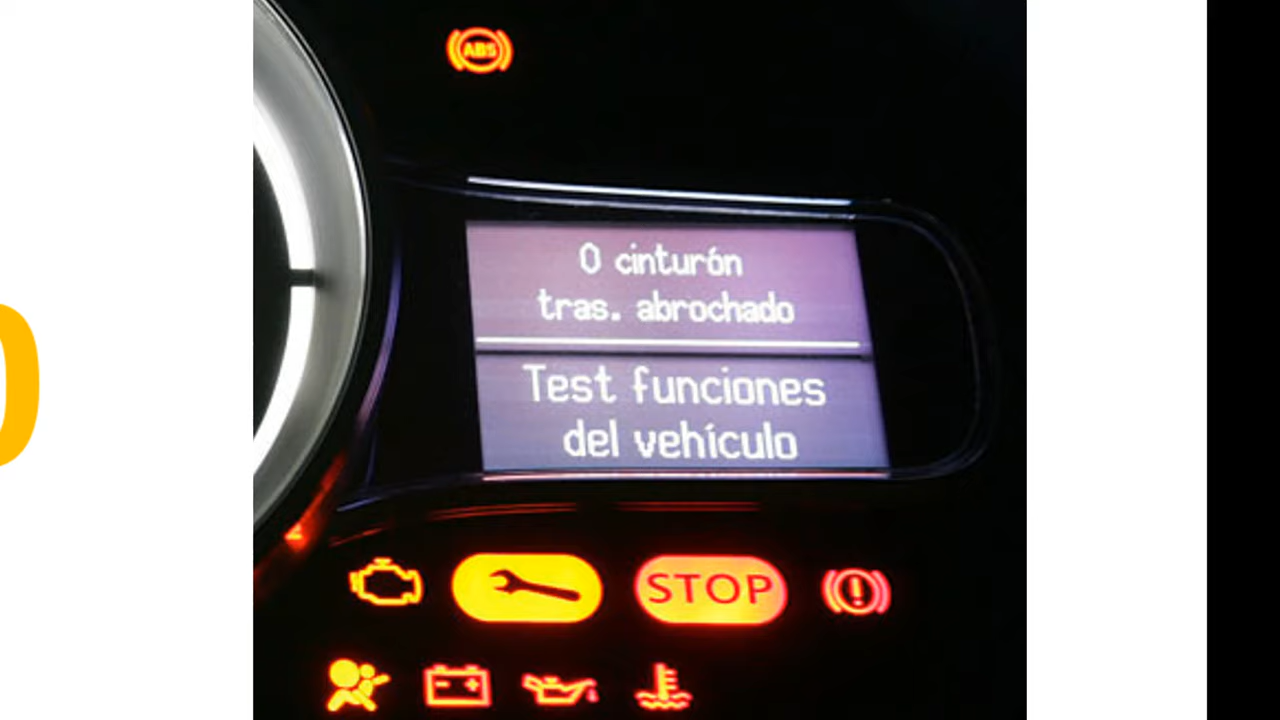 ABS
0 cinturón
tras. abrochado
Test funciones
del vehículo
STOP